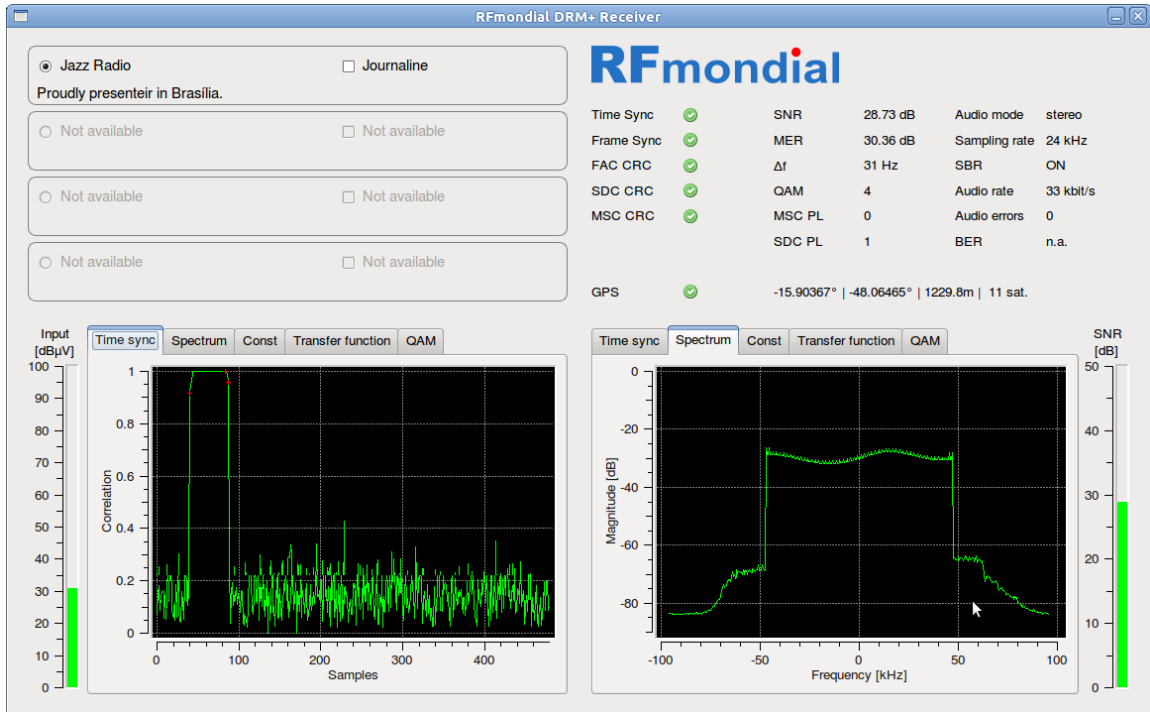 RFmondial DRM+ Receiver
Jazz Radio Journaline
Proudly presenteir in Brasília.
Not available Not available
Not available Not available
Not available Not available
RFmondial
Time Sync SNR 28.73 dB Audio mode stereo
Frame Sync MER 30.36 dB Sampling rate 24 kHz
FAC CRC Δf 31 Hz SBR ON
SDC CRC QAM 4 Audio rate 33 kbit/s
MSC CRC MSC PL 0 Audio errors 0
SDC PL 1 BER n.a.
GPS -15.90367° | -48.06465° | 1229.8m | 11 sat.
Input
[dBµV]
100
90
80
70
60
50
40
30
20
10
0
Time sync Spectrum Const Transfer function QAM
Correlation
1
0.8
0.6
0.4
0.2
0
0 100 200 300 400
Samples
Time sync Spectrum Const Transfer function QAM
Magnitude [dB]
0
-20
-40
-60
-80
-100 -50 0 50 100
Frequency [kHz]
SNR
[dB]
50
40
30
20
10
0